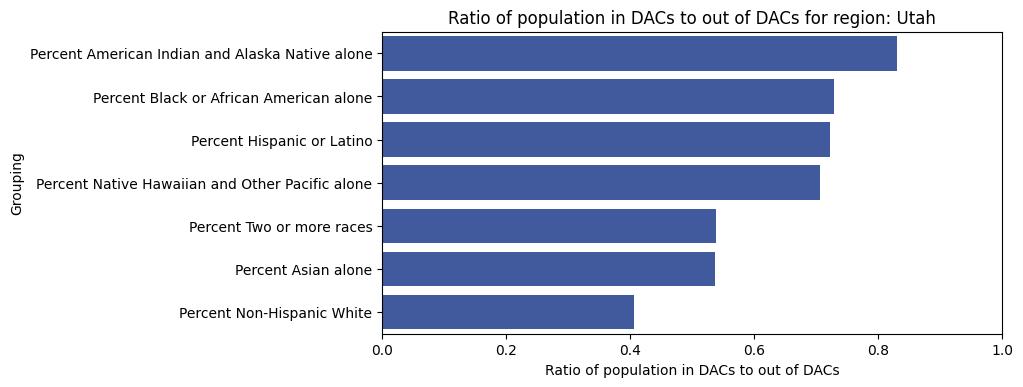 Ratio of population in DACs to out of DACs for region: Utah
Grouping
Percent American Indian and Alaska Native alone
Percent Black or African American alone
Percent Hispanic or Latino
Percent Native Hawaiian and Other Pacific alone
Percent Two or more races
Percent Asian alone
Percent Non-Hispanic White
0.0 0.2 0.4 0.6 0.8 1.0
Ratio of population in DACs to out of DACs